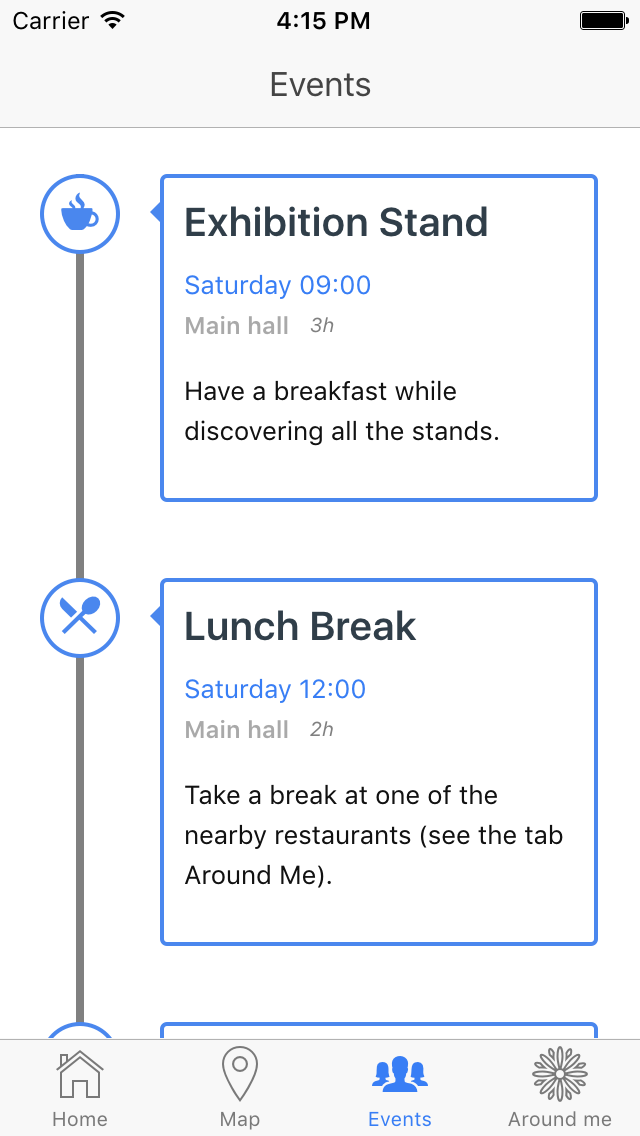 Carrier 4:15 PM
Events
Exhibition Stand
Saturday 09:00
Main hall 3h
Have a breakfast while
discovering all the stands.
Lunch Break
Saturday 12:00
Main hall 2h
Take a break at one of the
nearby restaurants (see the tab
Around Me).
Home Map Events Around me